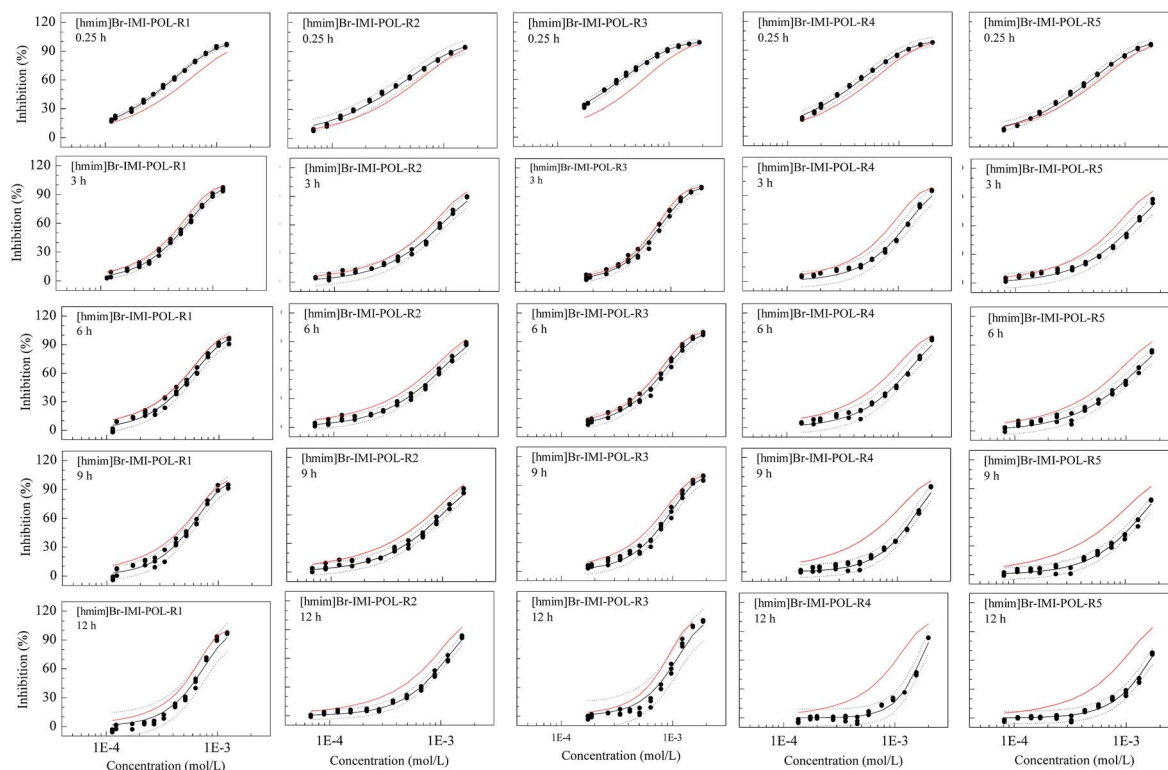 [hmim]Br-IMI-POL-R1
0.25 h
[hmim]Br-IMI-POL-R2
0.25 h
[hmim]Br-IMI-POL-R3
0.25 h
[hmim]Br-IMI-POL-R4
0.25 h
[hmim]Br-IMI-POL-R5
0.25 h
Inhibition (%)
120
90
60
30
0
[hmim]Br-IMI-POL-R1
3 h
[hmim]Br-IMI-POL-R2
3 h
[hmim]Br-IMI-POL-R3
3 h
[hmim]Br-IMI-POL-R4
3 h
[hmim]Br-IMI-POL-R5
3 h
Inhibition (%)
120
90
60
30
0
[hmim]Br-IMI-POL-R1
6 h
[hmim]Br-IMI-POL-R2
6 h
[hmim]Br-IMI-POL-R3
6 h
[hmim]Br-IMI-POL-R4
6 h
[hmim]Br-IMI-POL-R5
6 h
Inhibition (%)
120
90
60
30
0
[hmim]Br-IMI-POL-R1
9 h
[hmim]Br-IMI-POL-R2
9 h
[hmim]Br-IMI-POL-R3
9 h
[hmim]Br-IMI-POL-R4
9 h
[hmim]Br-IMI-POL-R5
9 h
Inhibition (%)
120
90
60
30
0
[hmim]Br-IMI-POL-R1
12 h
[hmim]Br-IMI-POL-R2
12 h
[hmim]Br-IMI-POL-R3
12 h
[hmim]Br-IMI-POL-R4
12 h
[hmim]Br-IMI-POL-R5
12 h
Inhibition (%)
120
90
60
30
0
1E-4 1E-3
1E-4 1E-3
1E-4 1E-3
1E-4 1E-3
1E-4 1E-3
Concentration (mol/L)
Concentration (mol/L)
Concentration (mol/L)
Concentration (mol/L)
Concentration (mol/L)